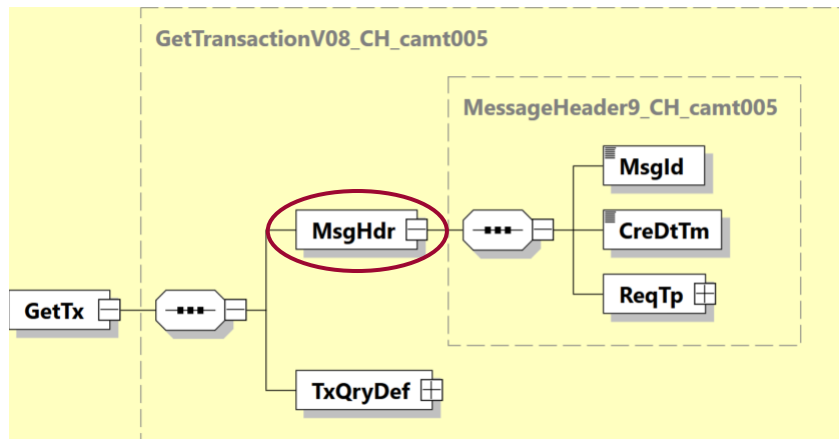 GetTransactionV08_CH_camt005
MessageHeader9_CH_camt005
MsgId
MsgHdr
CreDtTm
ReqTp
GetTx
TxQryDef